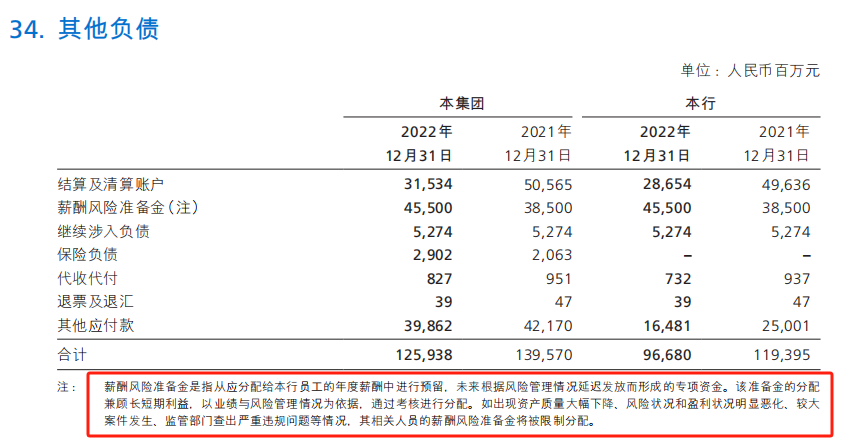 34. 其他负债
单位：人民币百万元
本集团 本行
2022年 2021年 2022年 2021年
12月31日 12月31日 12月31日 12月31日
结算及清算账户 31,534 50,565 28,654 49,636
薪酬风险准备金（注） 45,500 38,500 45,500 38,500
继续涉入负债 5,274 5,274 5,274 5,274
保险负债 2,902 2,063 – –
代收代付 827 951 732 937
退票及退汇 39 47 39 47
其他应付款 39,862 42,170 16,481 25,001
合计 125,938 139,570 96,680 119,395
注： 薪酬风险准备金是指从应分配给本行员工的年度薪酬中进行预留，未来根据风险管理情况延迟发放而形成的专项资金。该准备金的分配
兼顾长短期利益，以业绩与风险管理情况为依据，通过考核进行分配。如出现资产质量大幅下降、风险状况和盈利状况明显恶化、较大
案件发生、监管部门查出严重违规问题等情况，其相关人员的薪酬风险准备金将被限制分配。